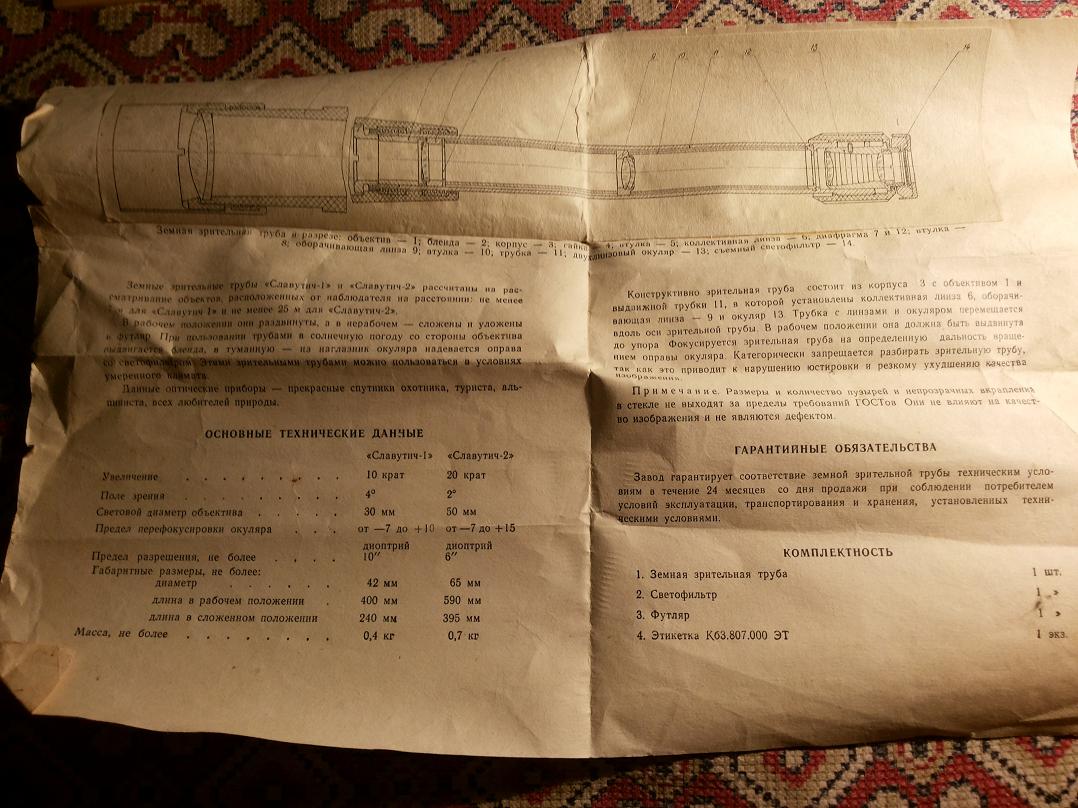 9 10 11 12 13 14
Земная зрительная труба в разрезе: объектив — 1; бленда — 2; корпус — 3; гайка — 4; втулка — 5; коллективная линза — 6; диафрагма 7 и 12; втулка —
8; оборачивающая линза 9; втулка — 10; трубка — 11; двухлинзовый окуляр — 13; съемный светофильтр — 14.
Земные зрительные трубы «Славутич-1» и «Славутич-2» рассчитаны на рас-
сматривание объектов, расположенных от наблюдателя на расстоянии: не менее
для «Славутич 1» и не менее 25 м для «Славутич-2».
В рабочем положении они раздвинуты, а в нерабочем — сложены и уложены
в футляр. При пользовании трубами в солнечную погоду со стороны объектива
выдвигается бленда, в туманную — на наглазник окуляра надевается оправа
со светофильтром. Этими зрительными трубами можно пользоваться в условиях
умеренного климата.
Данные оптические приборы — прекрасные спутники охотника, туриста, аль-
пиниста, всех любителей природы.
ОСНОВНЫЕ ТЕХНИЧЕСКИЕ ДАННЫЕ
«Славутич-1» «Славутич-2»
Увеличение . . . . . . . . 10 крат 20 крат
Поле зрения . . . . . . . 4° 2°
Световой диаметр объектива . . . . . 30 мм 50 мм
Предел перефокусировки окуляра . . . от —7 до +10 от —7 до +15
диоптрий диоптрий
Предел разрешения, не более . . . . 10″ 6″
Габаритные размеры, не более:
диаметр . . . . . . 42 мм 65 мм
длина в рабочем положении . 400 мм 590 мм
длина в сложенном положении 240 мм 395 мм
Масса, не более . . . . . . . . 0,4 кг 0,7 кг
Конструктивно зрительная труба состоит из корпуса 3 с объективом 1 и
выдвижной трубки 11, в которой установлены коллективная линза 6, оборачи-
вающая линза — 9 и окуляр 13. Трубка с линзами и окуляром перемещается
вдоль оси зрительной трубы. В рабочем положении она должна быть выдвинута
до упора Фокусируется зрительная труба на определенную дальность враще-
нием оправы окуляра. Категорически запрещается разбирать зрительную трубу,
так как это приводит к нарушению юстировки и резкому ухудшению качества
изображения.
Примечание. Размеры и количество пузырей и непрозрачных вкраплений
в стекле не выходят за пределы требований ГОСТов Они не влияют на качест-
во изображения и не являются дефектом.
ГАРАНТИЙНЫЕ ОБЯЗАТЕЛЬСТВА
Завод гарантирует соответствие земной зрительной трубы техническим усло-
виям в течение 24 месяцев со дня продажи при соблюдении потребителем
условий эксплуатации, транспортирования и хранения, установленных техни-
ческими условиями.
КОМПЛЕКТНОСТЬ
1. Земная зрительная труба 1 шт.
2. Светофильтр 1 »
3. Футляр 1 »
4. Этикетка Кб3.807.000 ЭТ 1 экз.